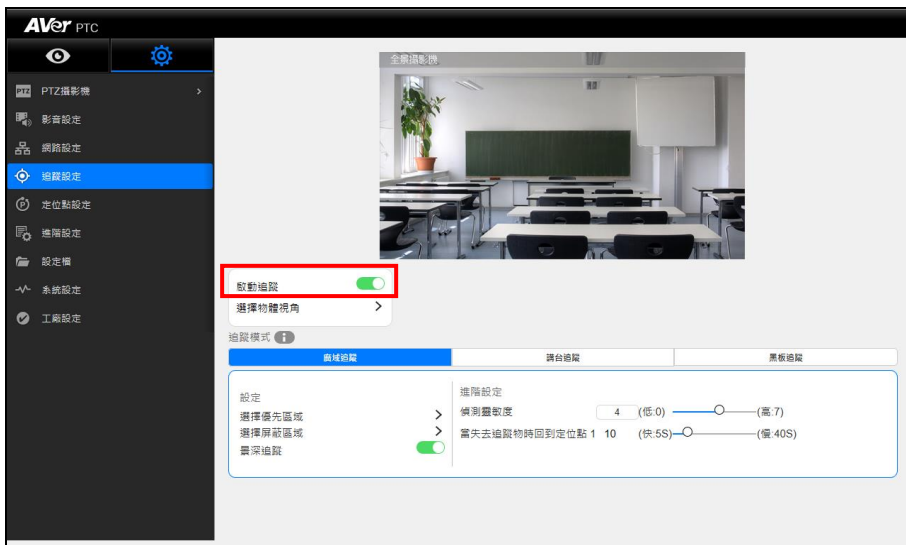 AVer PTC
全景攝影機
PTZ PTZ攝影機
影音設定
網路設定
追蹤設定
定位點設定
進階設定
設定檔
系統設定
工廠設定
啟動追蹤
選擇物體視角
追蹤模式
廣域追蹤 講台追蹤 黑板追蹤
設定
選擇優先區域
選擇屏蔽區域
景深追蹤
進階設定
偵測靈敏度 4 (低:0) (高:7)
當失去追蹤物時回到定位點 1 10 (快:5S) (慢:40S)